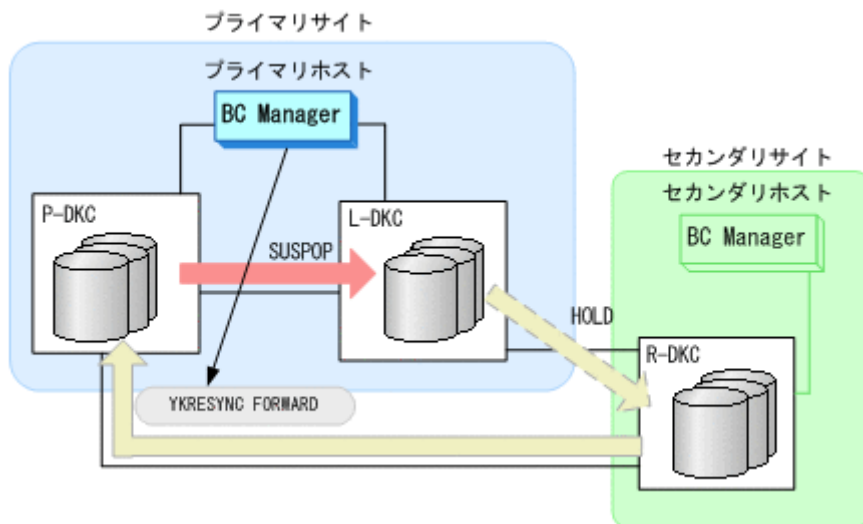 プライマリサイト
プライマリホスト
BC Manager
セカンダリサイト
セカンダリホスト
P-DKC
L-DKC
BC Manager
SUSPOP
HOLD
R-DKC
YKRESYNC FORWARD